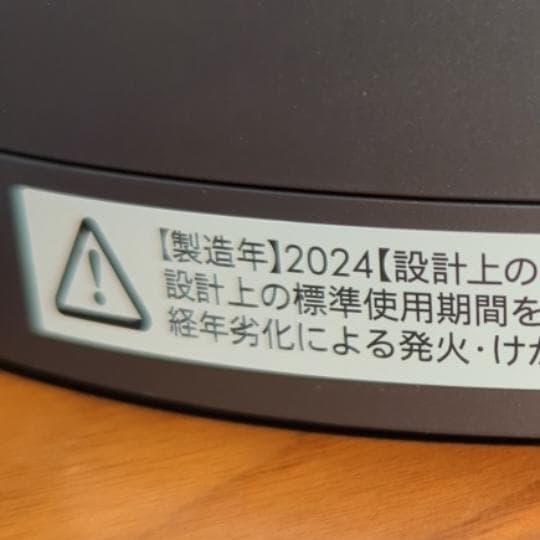 【製造年】2024【設計上の
設計上の標準使用期間を
経年劣化による発火・けが